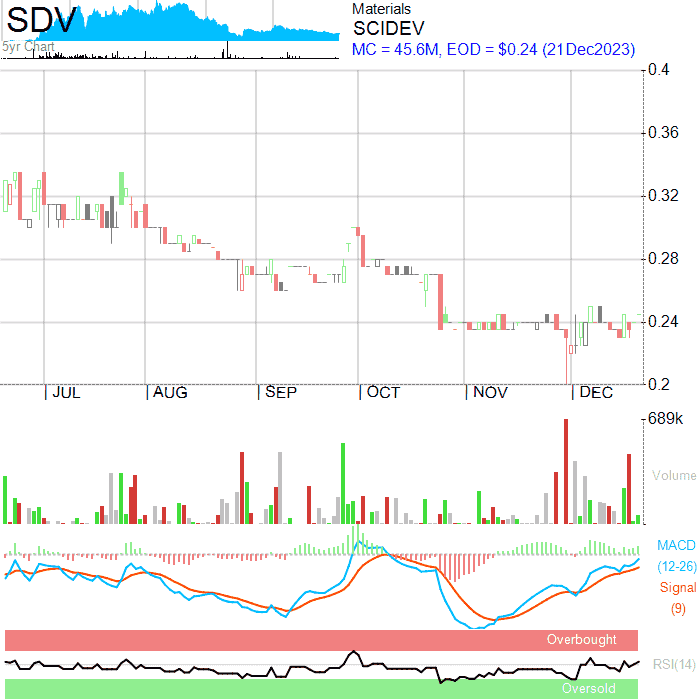 SDV
5yr Chart
Materials
SCIDEV
MC = 45.6M, EOD = $0.24 (21Dec2023)
0.4
0.36
0.32
0.28
0.24
0.2
JUL AUG SEP OCT NOV DEC
689k
Volume
MACD
(12-26)
Signal
(9)
Overbought
RSI(14)
Oversold